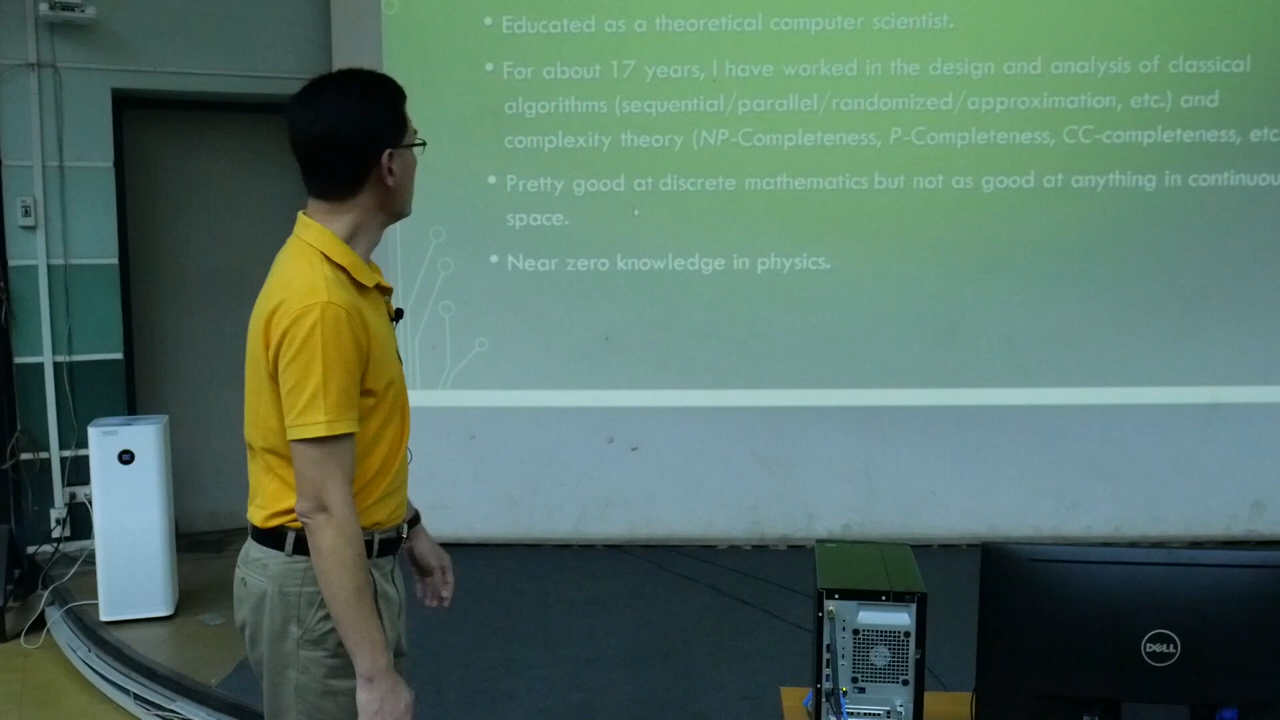 • Educated as a theoretical computer scientist.
• For about 17 years, I have worked in the design and analysis of classical
algorithms (sequential/parallel/randomized/approximation, etc.) and
complexity theory (NP-Completeness, P-Completeness, CC-completeness, etc
• Pretty good at discrete mathematics but not as good at anything in continuou
space.
• Near zero knowledge in physics.
DELL